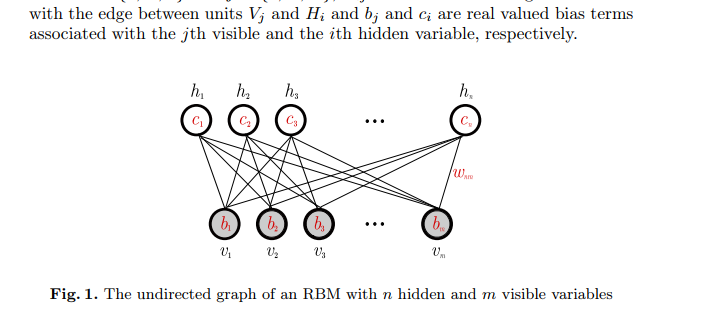 with the edge between units Vⱼ and Hᵢ and bⱼ and cᵢ are real valued bias terms
associated with the jth visible and the ith hidden variable, respectively.
h₁ h₂ h₃ hₙ
c₁ c₂ c₃ ... cₙ
wₙₘ
b₁ b₂ b₃ ... bₘ
v₁ v₂ v₃ vₘ
Fig. 1. The undirected graph of an RBM with n hidden and m visible variables